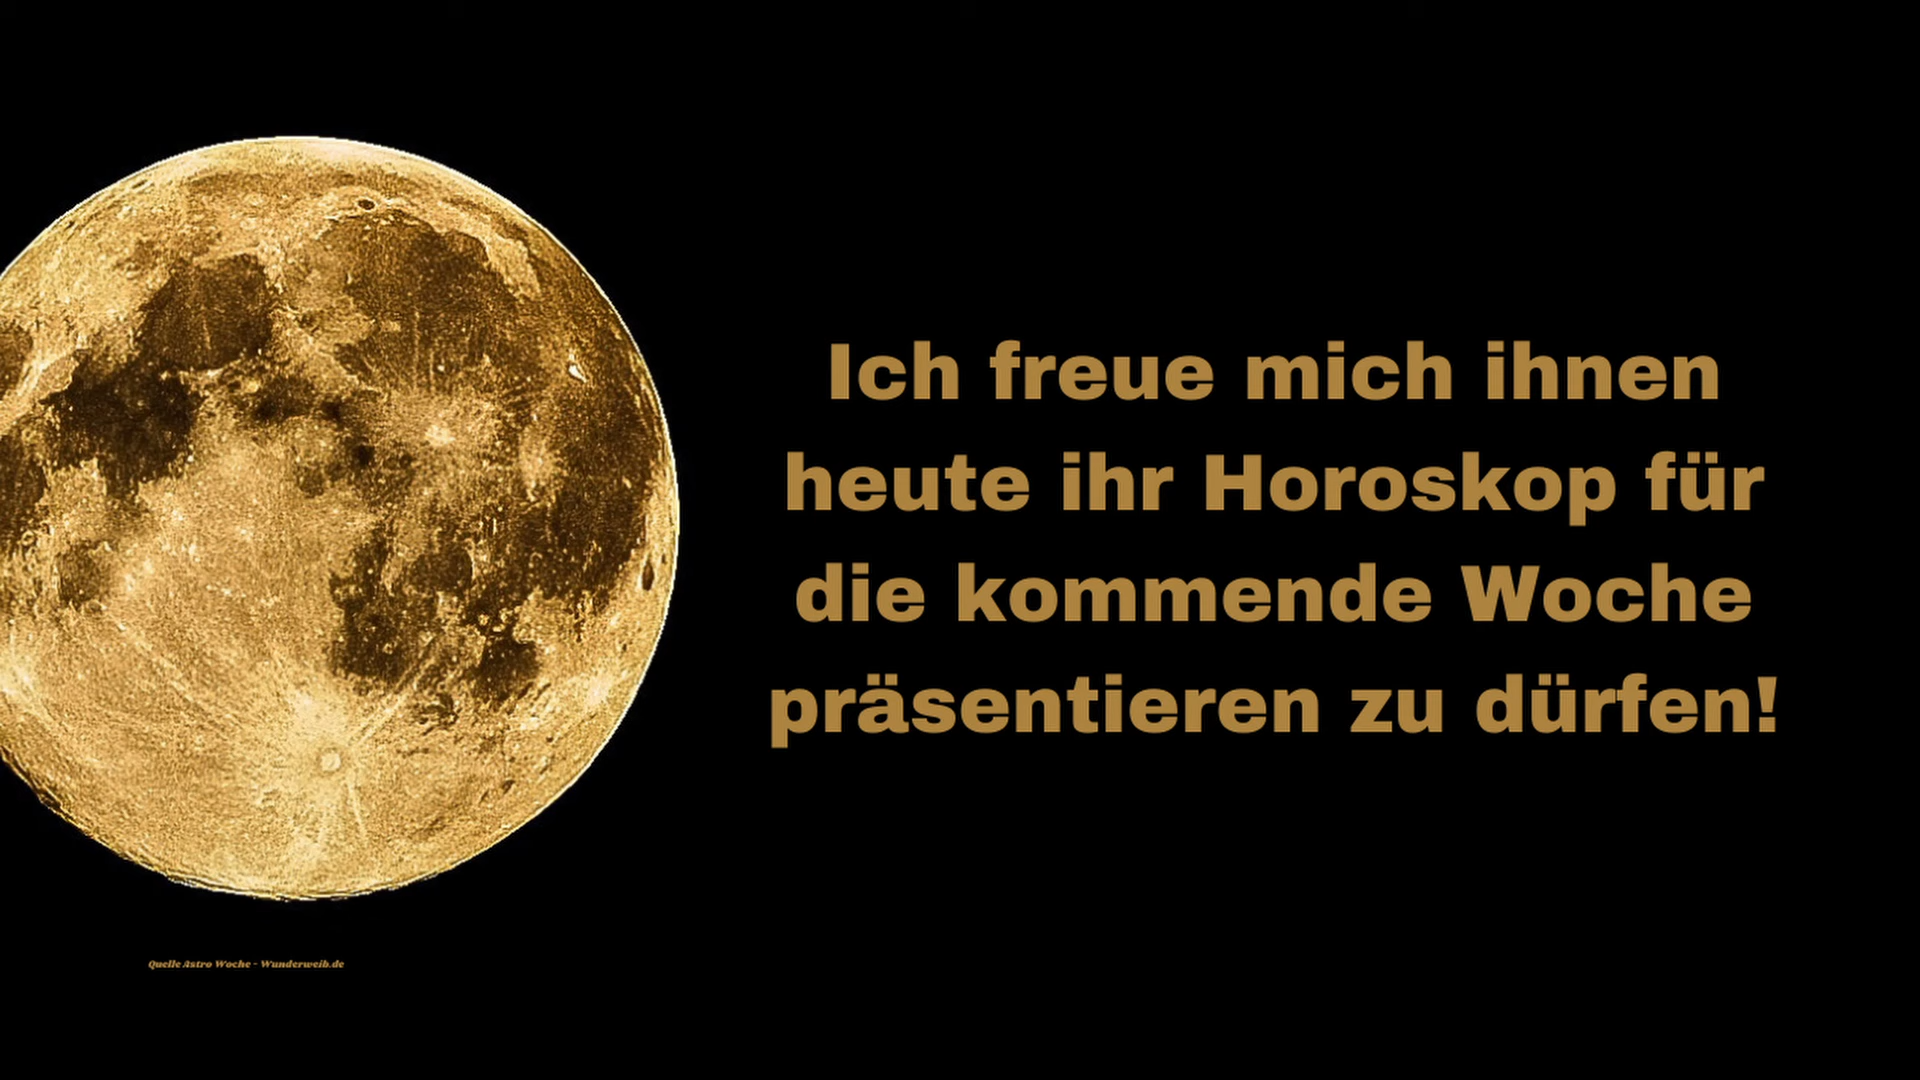 Ich freue mich ihnen
heute ihr Horoskop für
die kommende Woche
präsentieren zu dürfen!
Quelle Astro Woche - Wunderweib.de